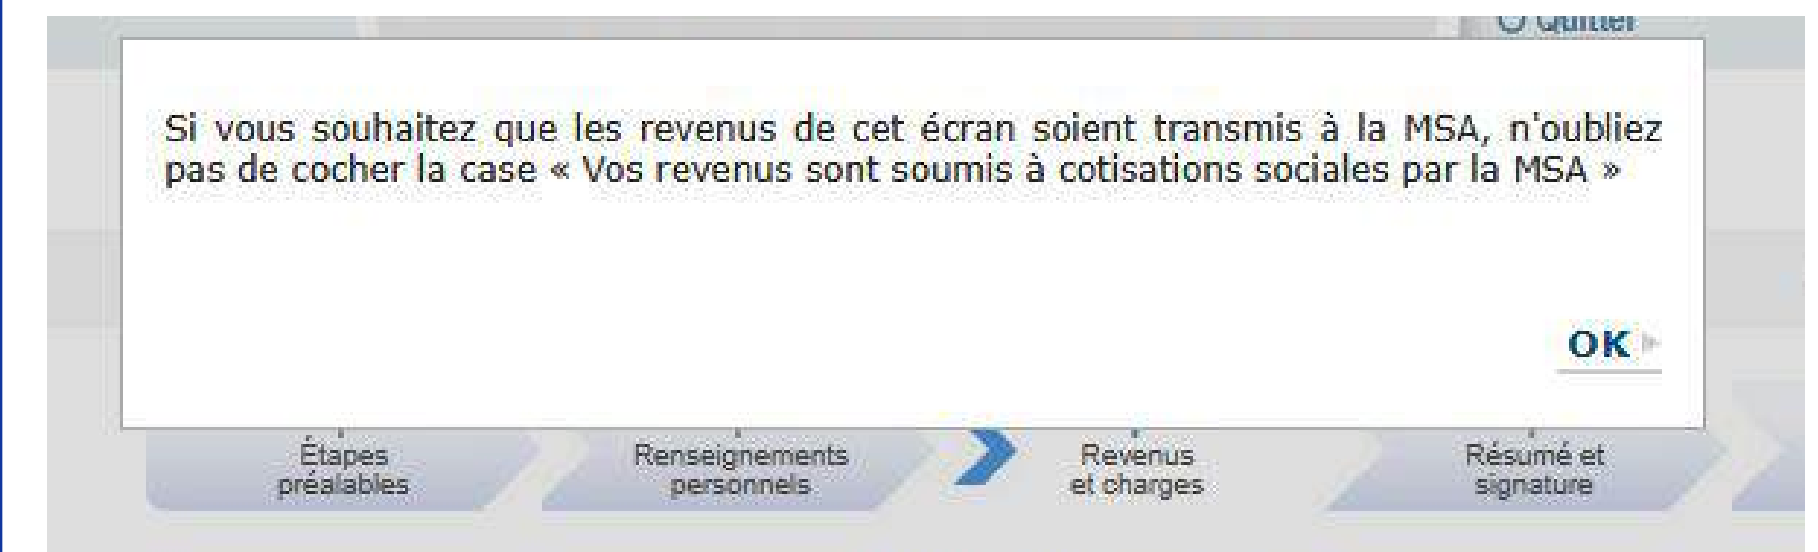 Quitter
Si vous souhaitez que les revenus de cet écran soient transmis à la MSA, n'oubliez
pas de cocher la case « Vos revenus sont soumis à cotisations sociales par la MSA »
OK
Étapes
préalables
Renseignements
personnels
Revenus
et charges
Résumé et
signature